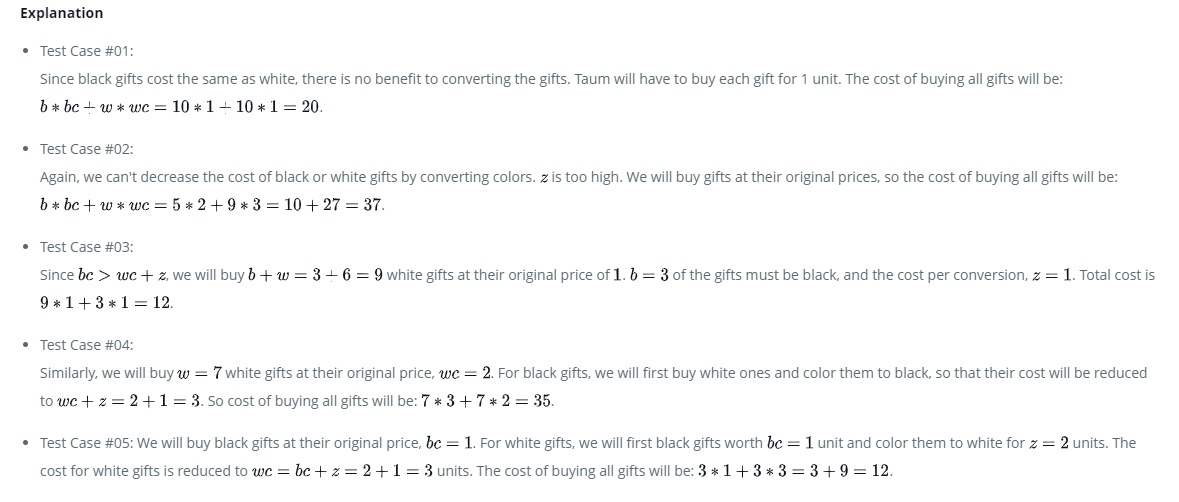 Explanation
• Test Case #01:
Since black gifts cost the same as white, there is no benefit to converting the gifts. Taum will have to buy each gift for 1 unit. The cost of buying all gifts will be:
b * bc + w * wc = 10 * 1 + 10 * 1 = 20.
• Test Case #02:
Again, we can't decrease the cost of black or white gifts by converting colors. z is too high. We will buy gifts at their original prices, so the cost of buying all gifts will be:
b * bc + w * wc = 5 * 2 + 9 * 3 = 10 + 27 = 37.
• Test Case #03:
Since bc > wc + z, we will buy b + w = 3 + 6 = 9 white gifts at their original price of 1. b = 3 of the gifts must be black, and the cost per conversion, z = 1. Total cost is
9 * 1 + 3 * 1 = 12.
• Test Case #04:
Similarly, we will buy w = 7 white gifts at their original price, wc = 2. For black gifts, we will first buy white ones and color them to black, so that their cost will be reduced
to wc + z = 2 + 1 = 3. So cost of buying all gifts will be: 7 * 3 + 7 * 2 = 35.
• Test Case #05: We will buy black gifts at their original price, bc = 1. For white gifts, we will first black gifts worth bc = 1 unit and color them to white for z = 2 units. The
cost for white gifts is reduced to wc = bc + z = 2 + 1 = 3 units. The cost of buying all gifts will be: 3 * 1 + 3 * 3 = 3 + 9 = 12.